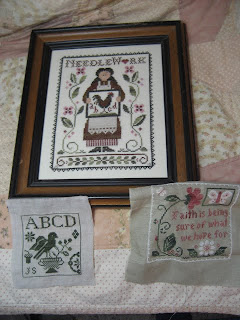 NEEDLEWORK
ABCD
JS
Faith is being
sure of what
we hope for